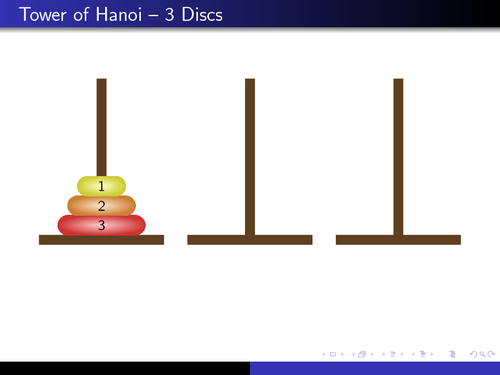 Tower of Hanoi – 3 Discs
1
2
3